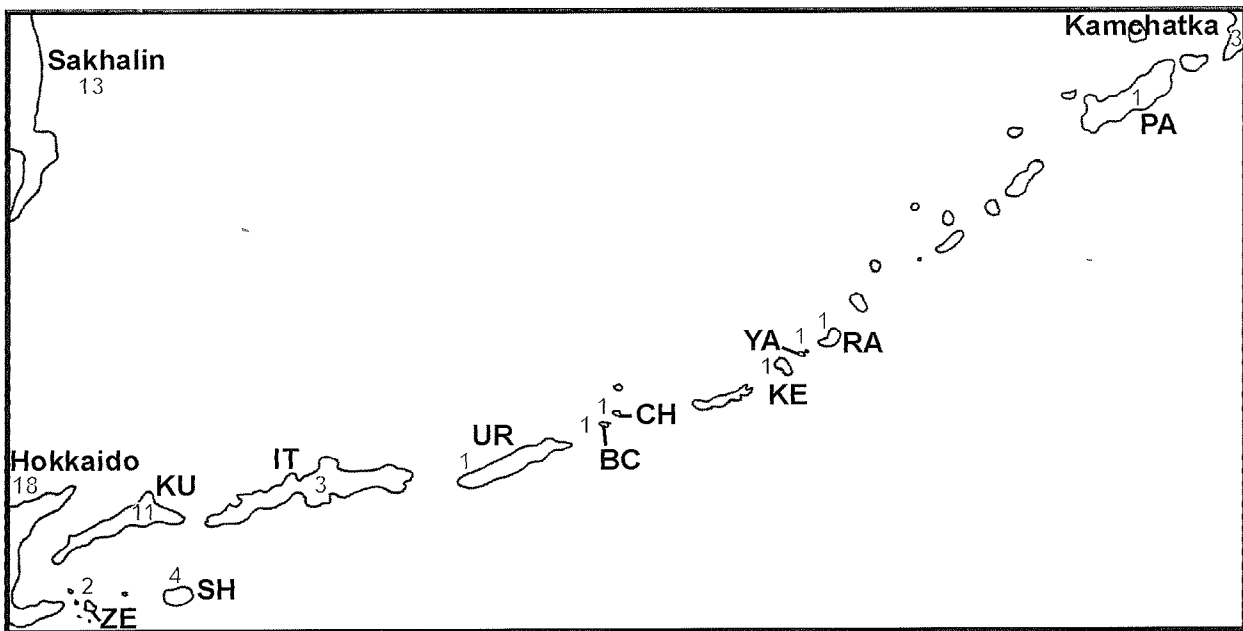 Kamchatka
3
Sakhalin
13
1
PA
1
YA 1
RA
1
KE
1
CH
1
BC
UR
1
Hokkaido
18
IT
3
KU
11
4
SH
2
ZE